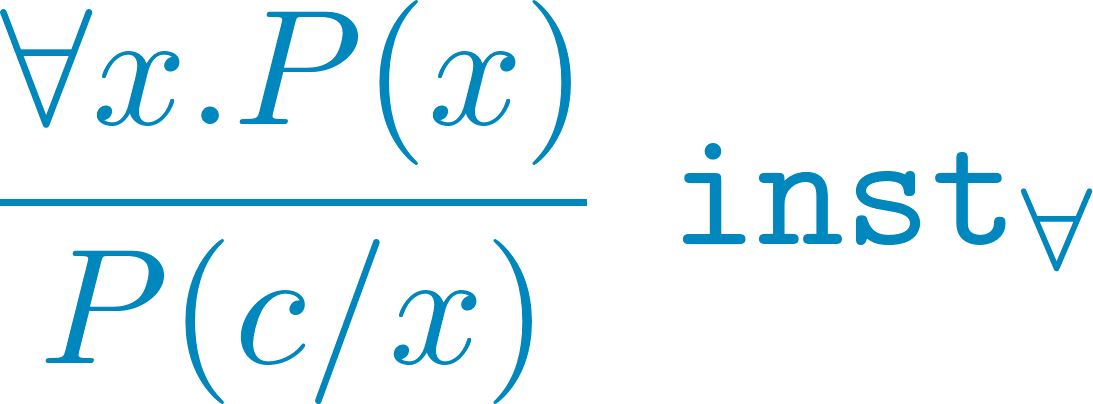 ∀x.P(x)
inst∀
P(c/x)